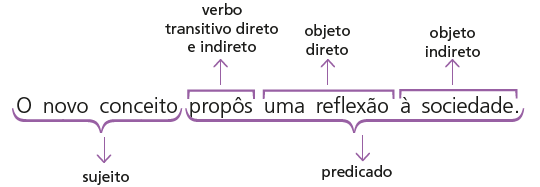 verbo
transitivo direto
e indireto
objeto
direto
objeto
indireto
O novo conceito propôs uma reflexão à sociedade.
sujeito
predicado